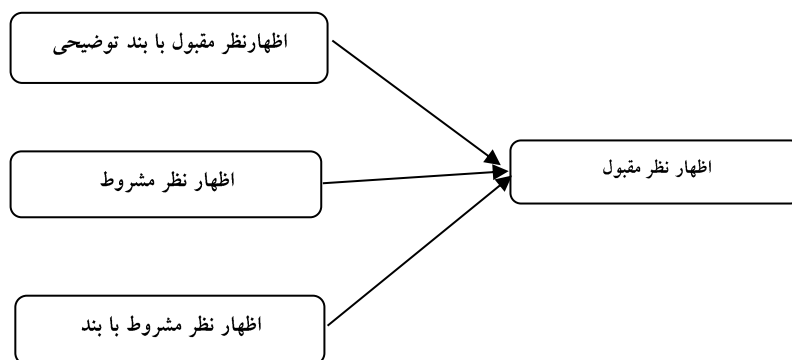 اظهارنظر مقبول با بند توضیحی
اظهار نظر مقبول
اظهار نظر مشروط
اظهار نظر مشروط با بند